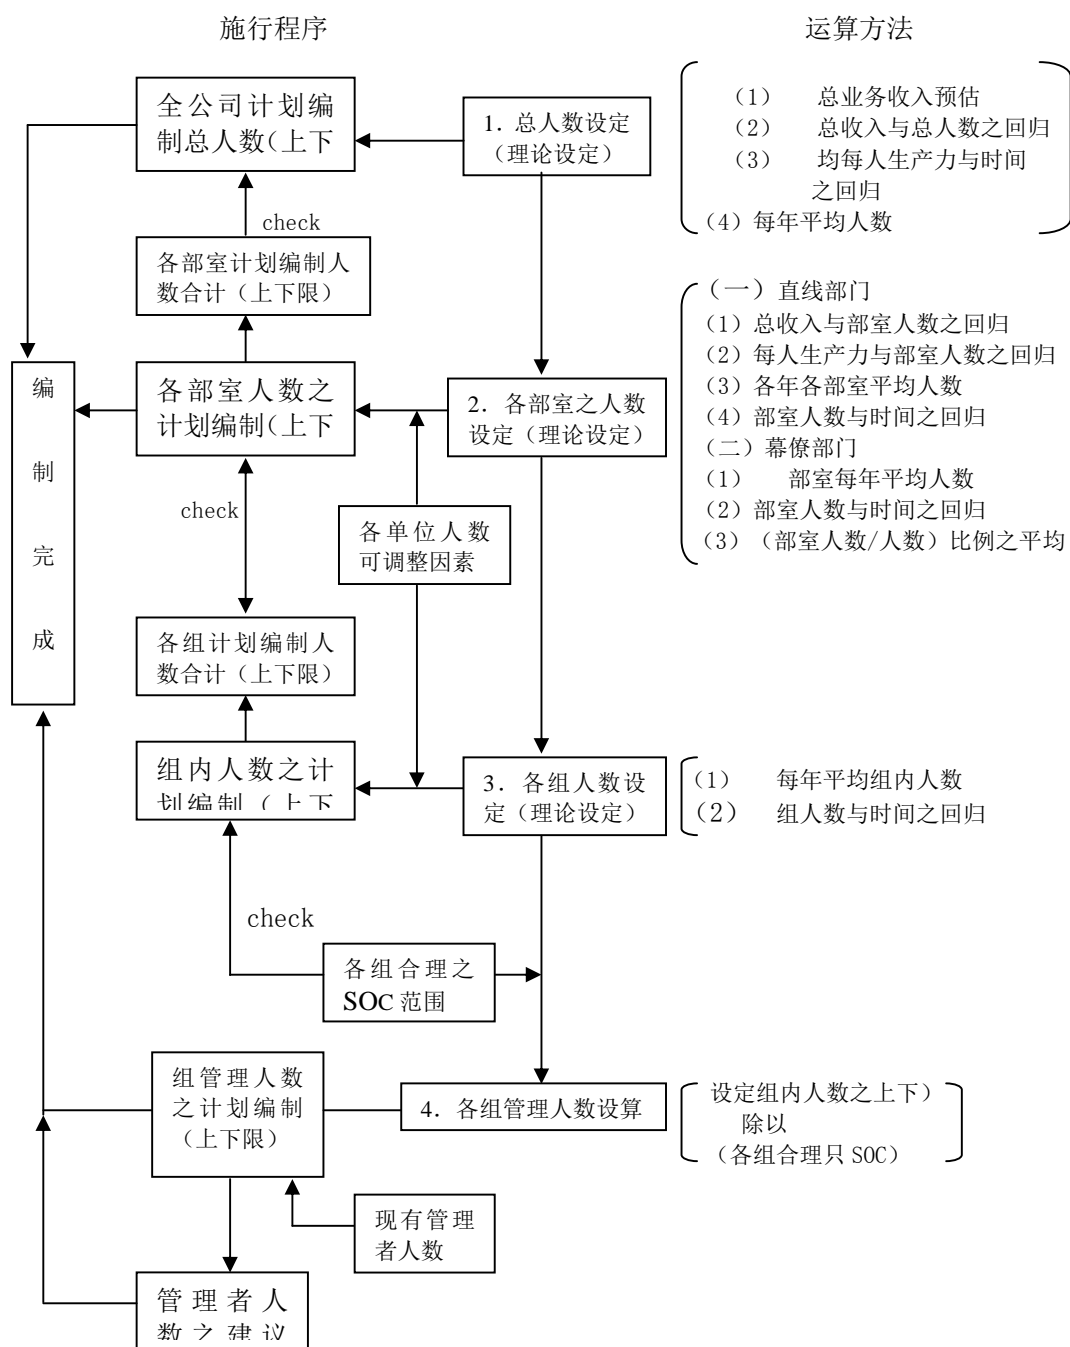 施行程序
运算方法
全公司计划编
制总人数(上下
1. 总人数设定
（理论设定）
（1） 总业务收入预估
（2） 总收入与总人数之回归
（3） 均每人生产力与时间
之回归
(4）每年平均人数
check
各部室计划编制人
数合计（上下限）
（一）直线部门
（1）总收入与部室人数之回归
（2）每人生产力与部室人数之回归
（3）各年各部室平均人数
（4）部室人数与时间之回归
（二）幕僚部门
（1） 部室每年平均人数
（2）部室人数与时间之回归
（3）（部室人数/人数）比例之平均
编
制
完
成
各部室人数之
计划编制(上下
2. 各部室之人数
设定（理论设定）
check
各单位人数
可调整因素
各组计划编制人
数合计（上下限）
组内人数之计
划编制（上下
3. 各组人数设
定（理论设定）
（1） 每年平均组内人数
（2） 组人数与时间之回归
check
各组合理之
SOC 范围
组管理人数
之计划编制
（上下限）
4. 各组管理人数设算
设定组内人数之上下）
除以
（各组合理只 SOC）
现有管理
者人数
管理者人
数之建议